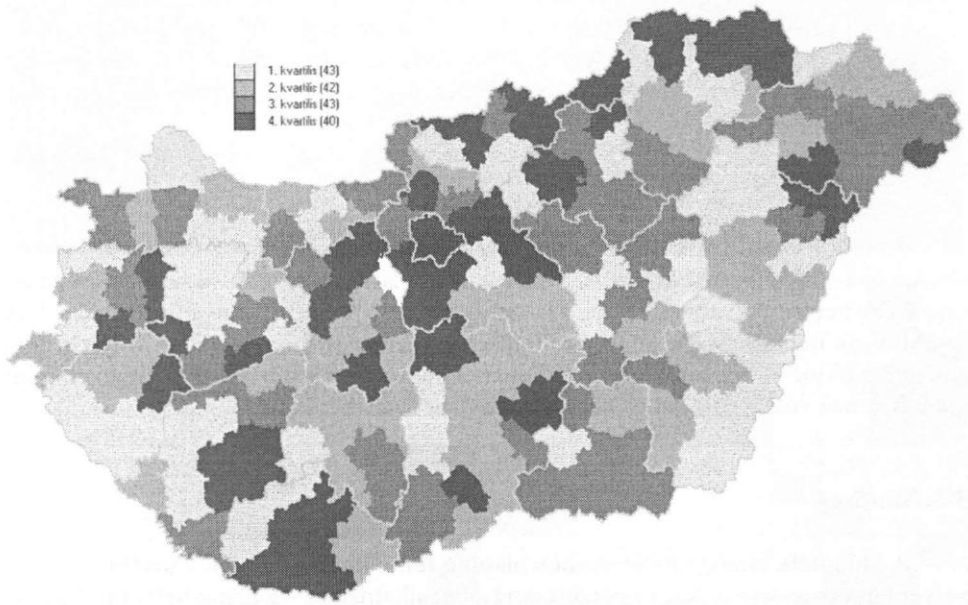 1. kvartilis (43)
2. kvartilis (42)
3. kvartilis (43)
4. kvartilis (40)